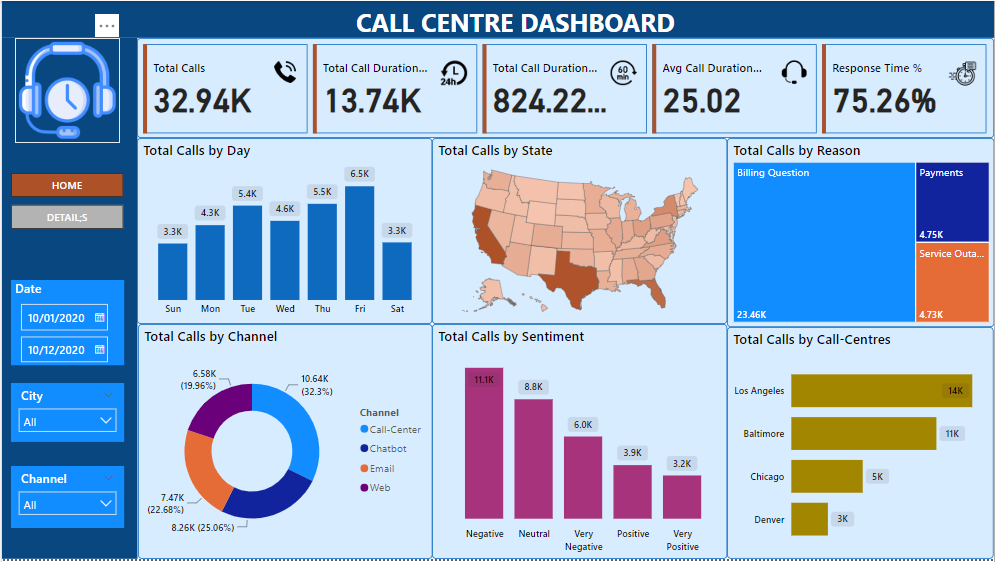 CALL CENTRE DASHBOARD
...
HOME
DETAIL;S
Date
10/01/2020
10/12/2020
City
All
Channel
All
Total Calls
32.94K
Total Call Duration...
24h
13.74K
Total Call Duration...
60
min
824.22...
Avg Call Duration...
25.02
Response Time %
75.26%
Total Calls by Day
3.3K
4.3K
5.4K
4.6K
5.5K
6.5K
3.3K
Sun
Mon
Tue
Wed
Thu
Fri
Sat
Total Calls by State
Total Calls by Reason
Billing Question
23.46K
Payments
4.75K
Service Outa...
4.73K
Total Calls by Channel
6.58K
(19.96%)
10.64K
(32.3%)
7.47K
(22.68%)
8.26K (25.06%)
Channel
Call-Center
Chatbot
Email
Web
Total Calls by Sentiment
11.1K
8.8K
6.0K
3.9K
3.2K
Negative
Neutral
Very
Negative
Positive
Very
Positive
Total Calls by Call-Centres
Los Angeles
14K
Baltimore
11K
Chicago
5K
Denver
3K